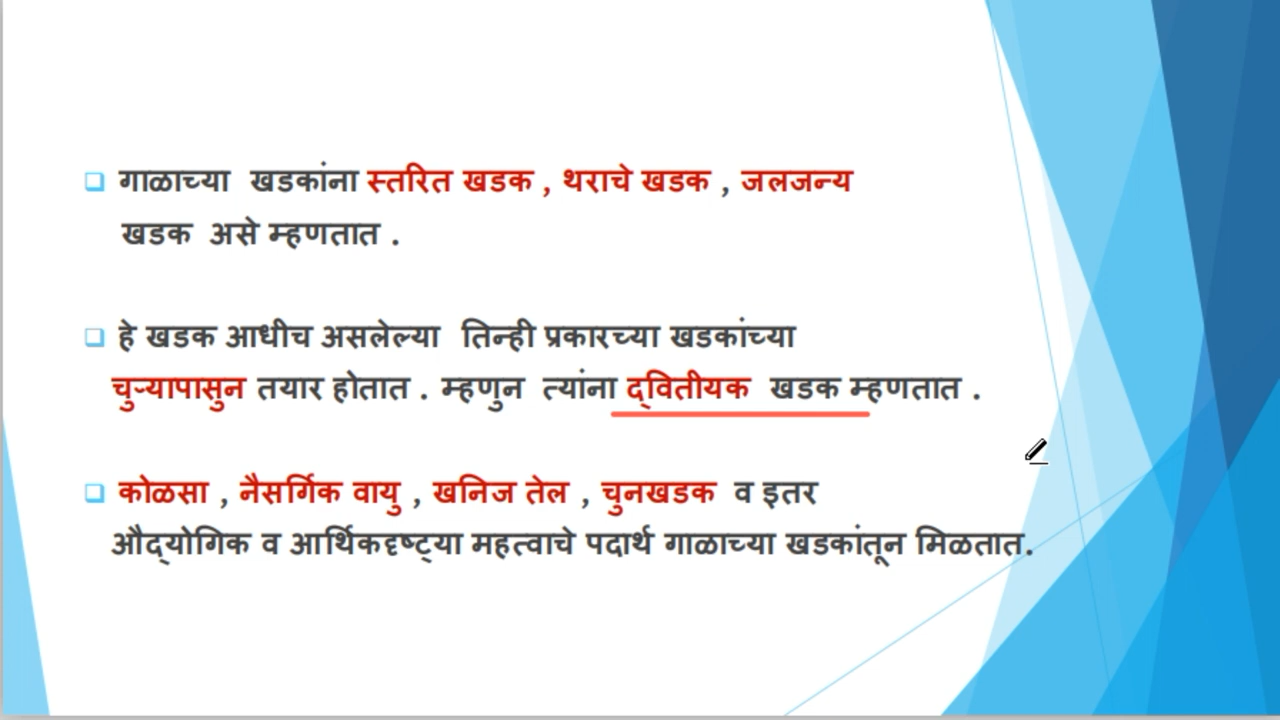 गाळाच्या खडकांना स्तरित खडक , थराचे खडक , जलजन्य
खडक असे म्हणतात .
हे खडक आधीच असलेल्या तिन्ही प्रकारच्या खडकांच्या
चुऱ्यापासुन तयार होतात . म्हणुन त्यांना द्वितीयक खडक म्हणतात .
कोळसा , नैसर्गिक वायु , खनिज तेल , चुनखडक व इतर
औद्योगिक व आर्थिकदृष्ट्या महत्वाचे पदार्थ गाळाच्या खडकांतून मिळतात.